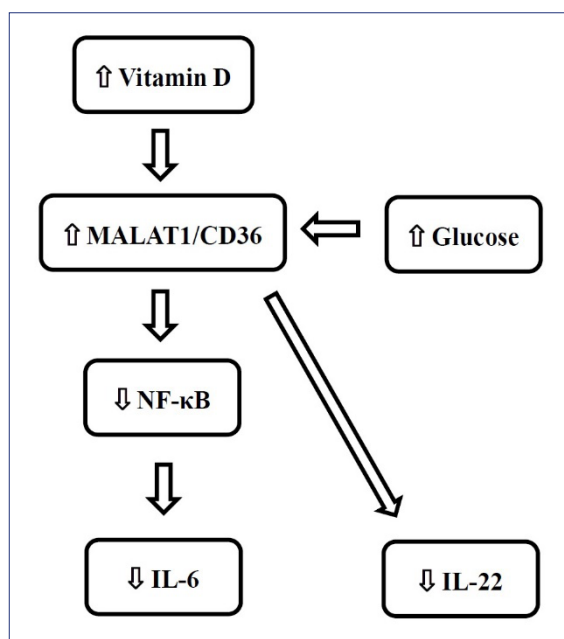 ⇧ Vitamin D
⇧ MALAT1/CD36
⇧ Glucose
⇩ NF-κB
⇩ IL-6
⇩ IL-22